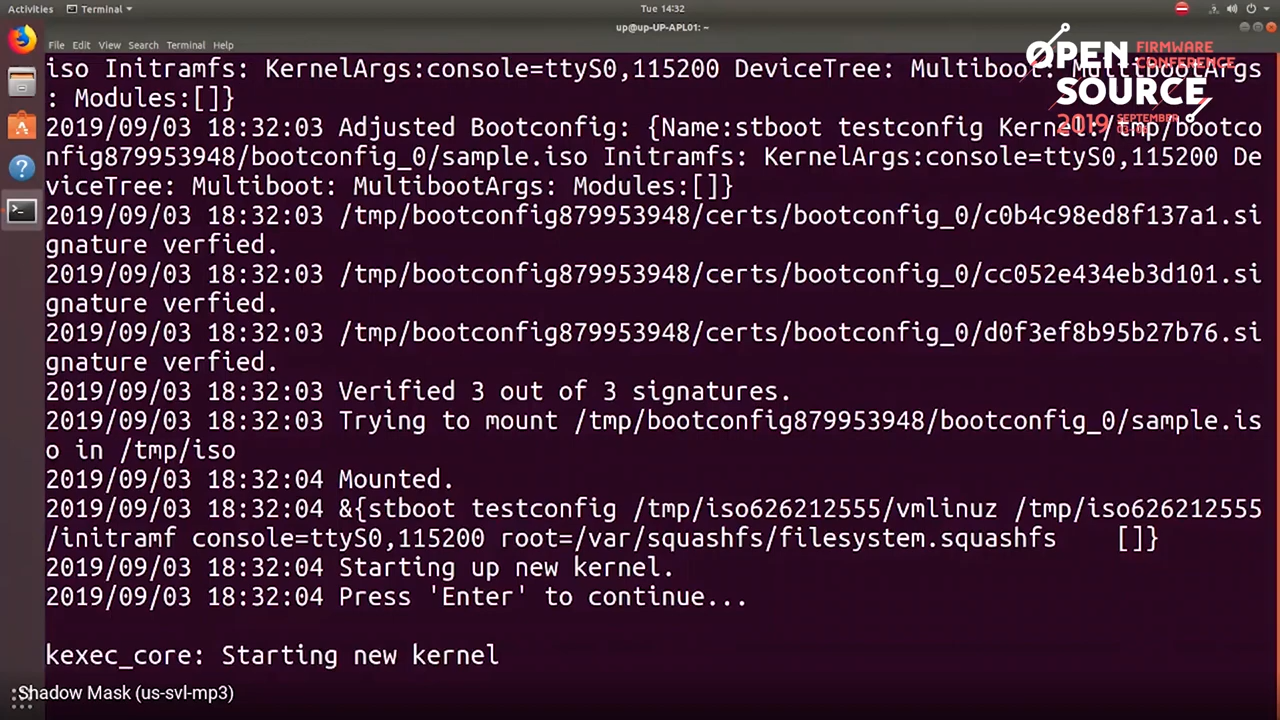 Activities Terminal Tue 14:32
up@up-UP-APL01: ~
File Edit View Search Terminal Help
iso Initramfs: KernelArgs:console=ttyS0,115200 DeviceTree: Multiboot: MultibootArgs
: Modules:[]}
2019/09/03 18:32:03 Adjusted Bootconfig: {Name:stboot testconfig Kernel:/tmp/bootco
nfig879953948/bootconfig_0/sample.iso Initramfs: KernelArgs:console=ttyS0,115200 De
viceTree: Multiboot: MultibootArgs: Modules:[]}
2019/09/03 18:32:03 /tmp/bootconfig879953948/certs/bootconfig_0/c0b4c98ed8f137a1.si
gnature verfied.
2019/09/03 18:32:03 /tmp/bootconfig879953948/certs/bootconfig_0/cc052e434eb3d101.si
gnature verfied.
2019/09/03 18:32:03 /tmp/bootconfig879953948/certs/bootconfig_0/d0f3ef8b95b27b76.si
gnature verfied.
2019/09/03 18:32:03 Verified 3 out of 3 signatures.
2019/09/03 18:32:03 Trying to mount /tmp/bootconfig879953948/bootconfig_0/sample.is
o in /tmp/iso
2019/09/03 18:32:04 Mounted.
2019/09/03 18:32:04 &{stboot testconfig /tmp/iso626212555/vmlinuz /tmp/iso626212555
/initramf console=ttyS0,115200 root=/var/squashfs/filesystem.squashfs []}
2019/09/03 18:32:04 Starting up new kernel.
2019/09/03 18:32:04 Press 'Enter' to continue...
kexec_core: Starting new kernel
Shadow Mask (us-svl-mp3)
OPEN FIRMWARE
CONFERENCE
SOURCE
2019 SEPTEMBER